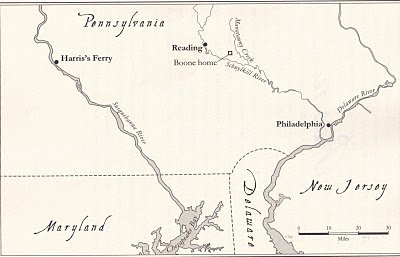 Pennsylvania
Reading
Monocacy Creek
Harris's Ferry
Boone home
Schuylkill River
Delaware River
Susquehanna River
Philadelphia
Delaware
New Jersey
Maryland
Chesapeake Bay
0 10 20 30
Miles